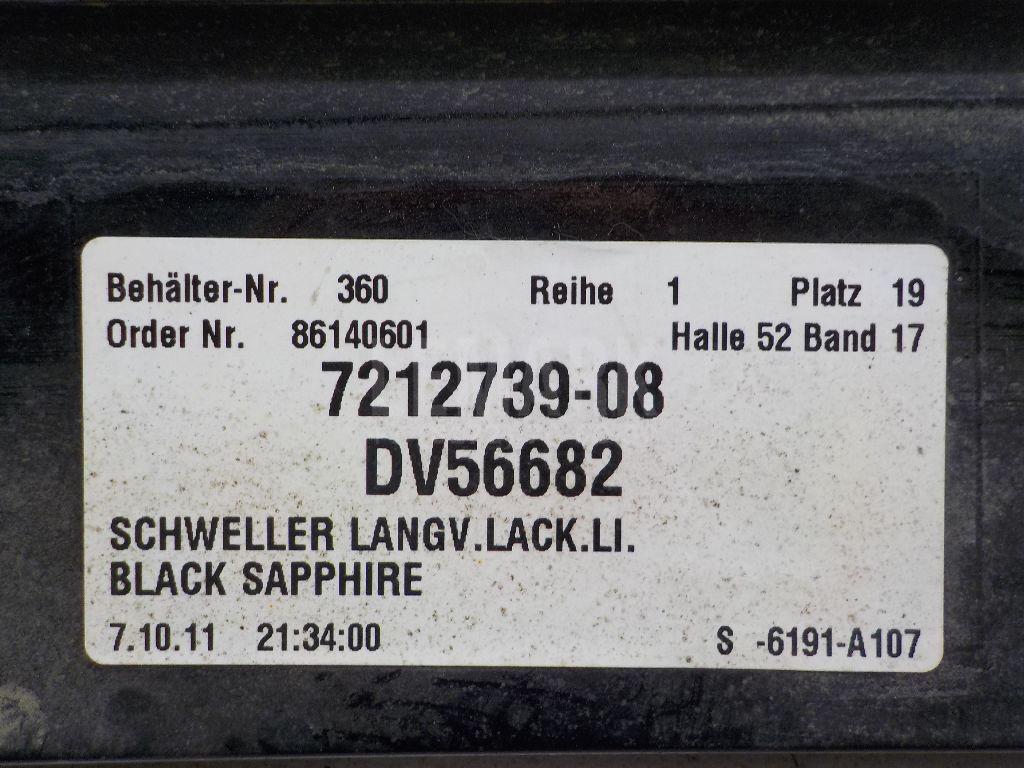 Behälter-Nr. 360 Reihe 1 Platz 19
Order Nr. 86140601 Halle 52 Band 17
7212739-08
DV56682
SCHWELLER LANGV.LACK.LI.
BLACK SAPPHIRE
7.10.11 21:34:00 S -6191-A107